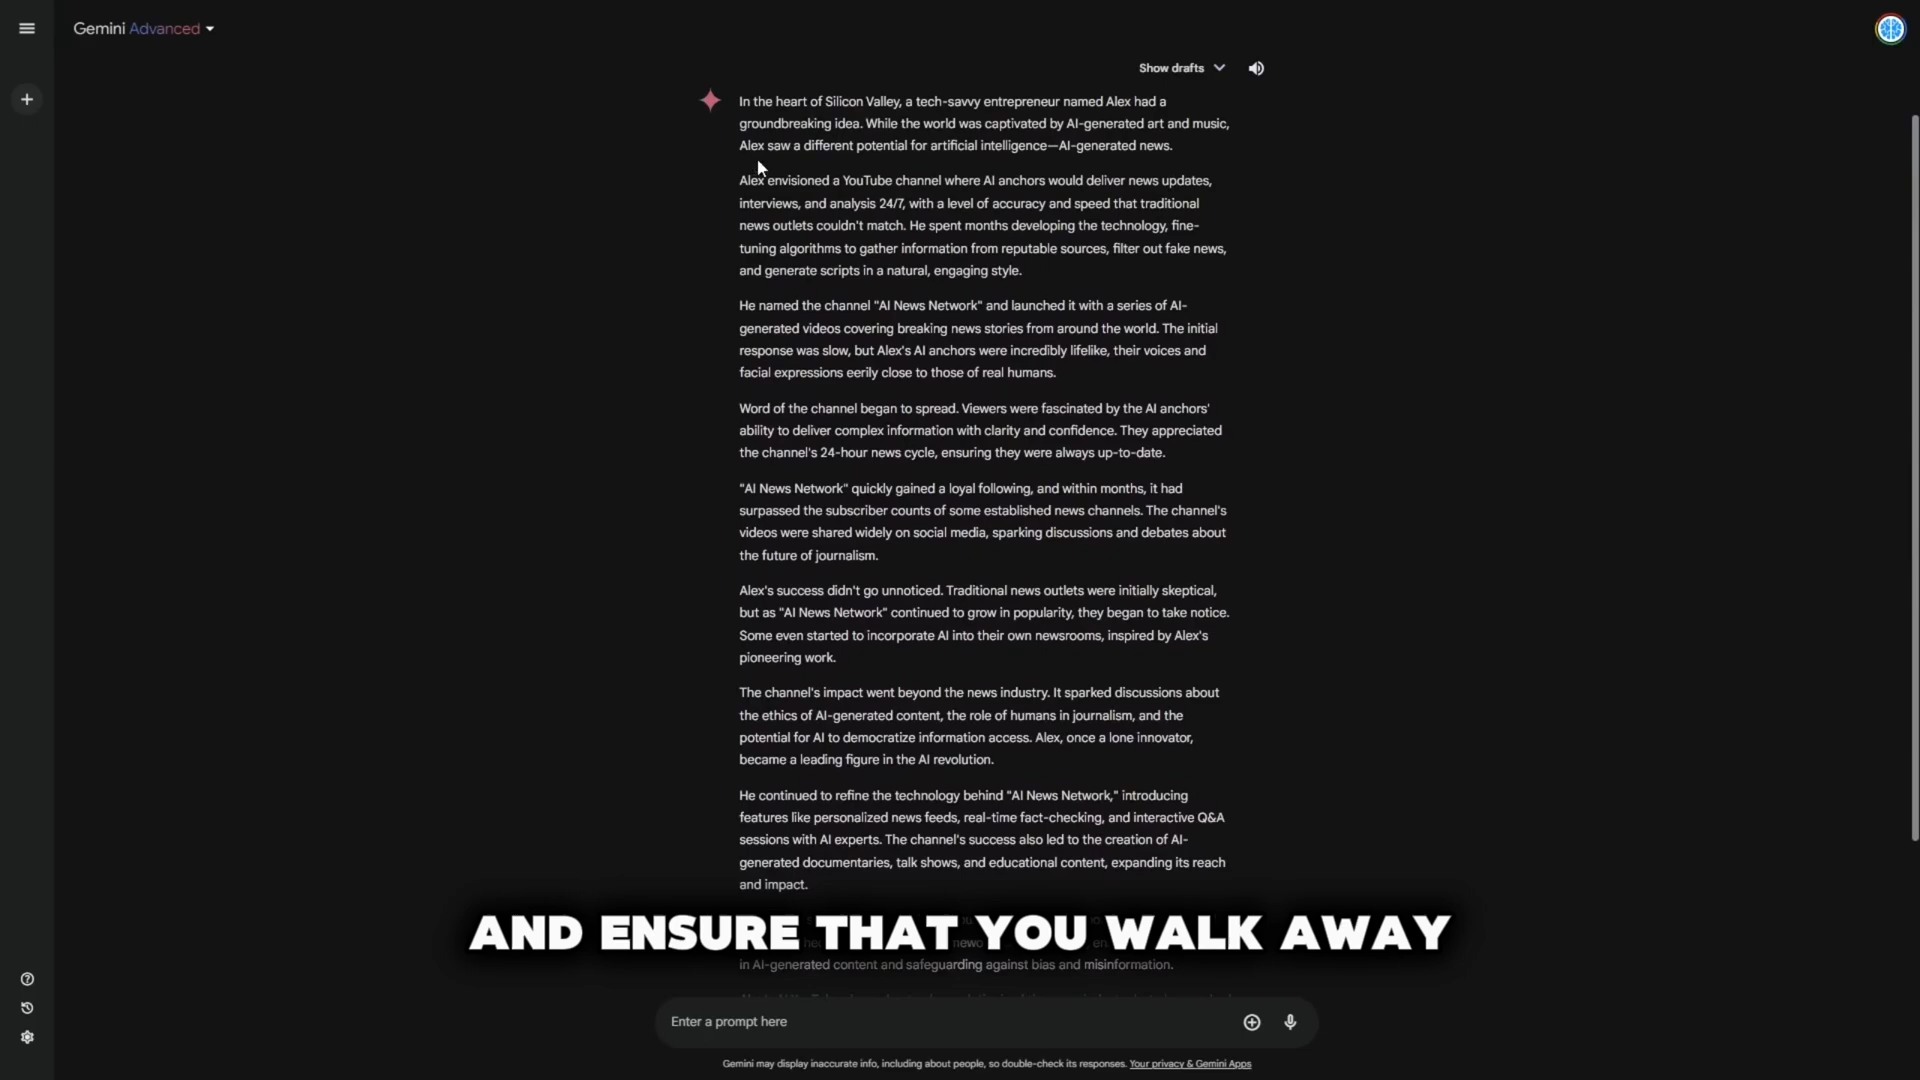 Gemini Advanced
Show drafts
In the heart of Silicon Valley, a tech-savvy entrepreneur named Alex had a
groundbreaking idea. While the world was captivated by AI-generated art and music,
Alex saw a different potential for artificial intelligence—AI-generated news.
Alex envisioned a YouTube channel where AI anchors would deliver news updates,
interviews, and analysis 24/7, with a level of accuracy and speed that traditional
news outlets couldn't match. He spent months developing the technology, fine-
tuning algorithms to gather information from reputable sources, filter out fake news,
and generate scripts in a natural, engaging style.
He named the channel "AI News Network" and launched it with a series of AI-
generated videos covering breaking news stories from around the world. The initial
response was slow, but Alex's AI anchors were incredibly lifelike, their voices and
facial expressions eerily close to those of real humans.
Word of the channel began to spread. Viewers were fascinated by the AI anchors'
ability to deliver complex information with clarity and confidence. They appreciated
the channel's 24-hour news cycle, ensuring they were always up-to-date.
"AI News Network" quickly gained a loyal following, and within months, it had
surpassed the subscriber counts of some established news channels. The channel's
videos were shared widely on social media, sparking discussions and debates about
the future of journalism.
Alex's success didn't go unnoticed. Traditional news outlets were initially skeptical,
but as "AI News Network" continued to grow in popularity, they began to take notice.
Some even started to incorporate AI into their own newsrooms, inspired by Alex's
pioneering work.
The channel's impact went beyond the news industry. It sparked discussions about
the ethics of AI-generated content, the role of humans in journalism, and the
potential for AI to democratize information access. Alex, once a lone innovator,
became a leading figure in the AI revolution.
He continued to refine the technology behind "AI News Network," introducing
features like personalized news feeds, real-time fact-checking, and interactive Q&A
sessions with AI experts. The channel's success also led to the creation of AI-
generated documentaries, talk shows, and educational content, expanding its reach
and impact.
AND ENSURE THAT YOU WALK AWAY
in AI-generated content and safeguarding against bias and misinformation.
Enter a prompt here
Gemini may display inaccurate info, including about people, so double-check its responses. Your privacy & Gemini Apps